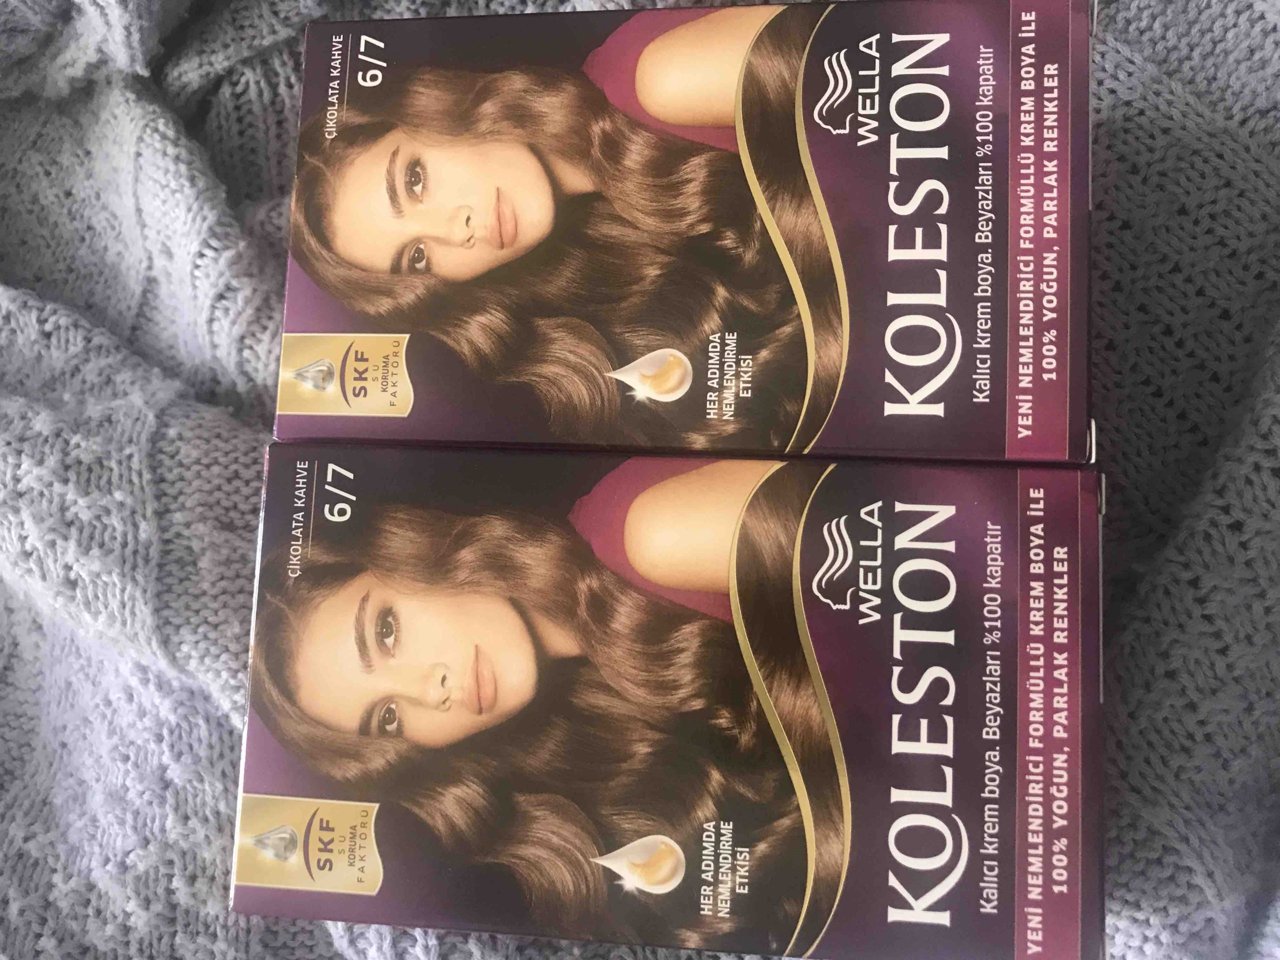 ÇİKOLATA KAHVE
6/7
SKF
SU
KORUMA
FAKTÖRÜ
HER ADIMDA
NEMLENDİRME
ETKİSİ
WELLA
KOLESTON
Kalıcı krem boya. Beyazları %100 kapatır
YENİ NEMLENDİRİCİ FORMÜLLÜ KREM BOYA İLE
100% YOĞUN, PARLAK RENKLER
ÇİKOLATA KAHVE
6/7
SKF
SU
KORUMA
FAKTÖRÜ
HER ADIMDA
NEMLENDİRME
ETKİSİ
WELLA
KOLESTON
Kalıcı krem boya. Beyazları %100 kapatır
YENİ NEMLENDİRİCİ FORMÜLLÜ KREM BOYA İLE
100% YOĞUN, PARLAK RENKLER